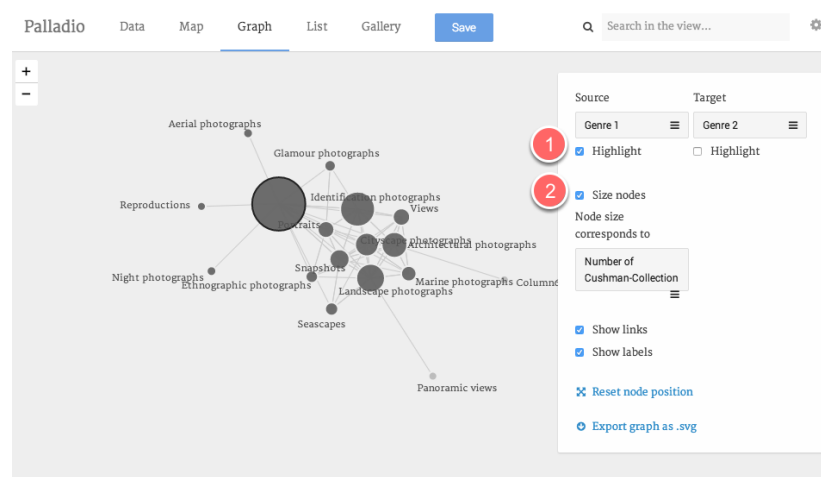 Palladio Data Map Graph List Gallery Save Search in the view...
+
−
Source Target
Genre 1 Genre 2
1 Highlight Highlight
2 Size nodes
Node size
corresponds to
Number of
Cushman-Collection
Show links
Show labels
Reset node position
Export graph as .svg
Aerial photographs
Glamour photographs
Identification photographs
Reproductions
Views
Portraits
Cityscape photographs
Architectural photographs
Snapshots
Night photographs
Ethnographic photographs
Marine photographs
Landscape photographs
Seascapes
Panoramic views